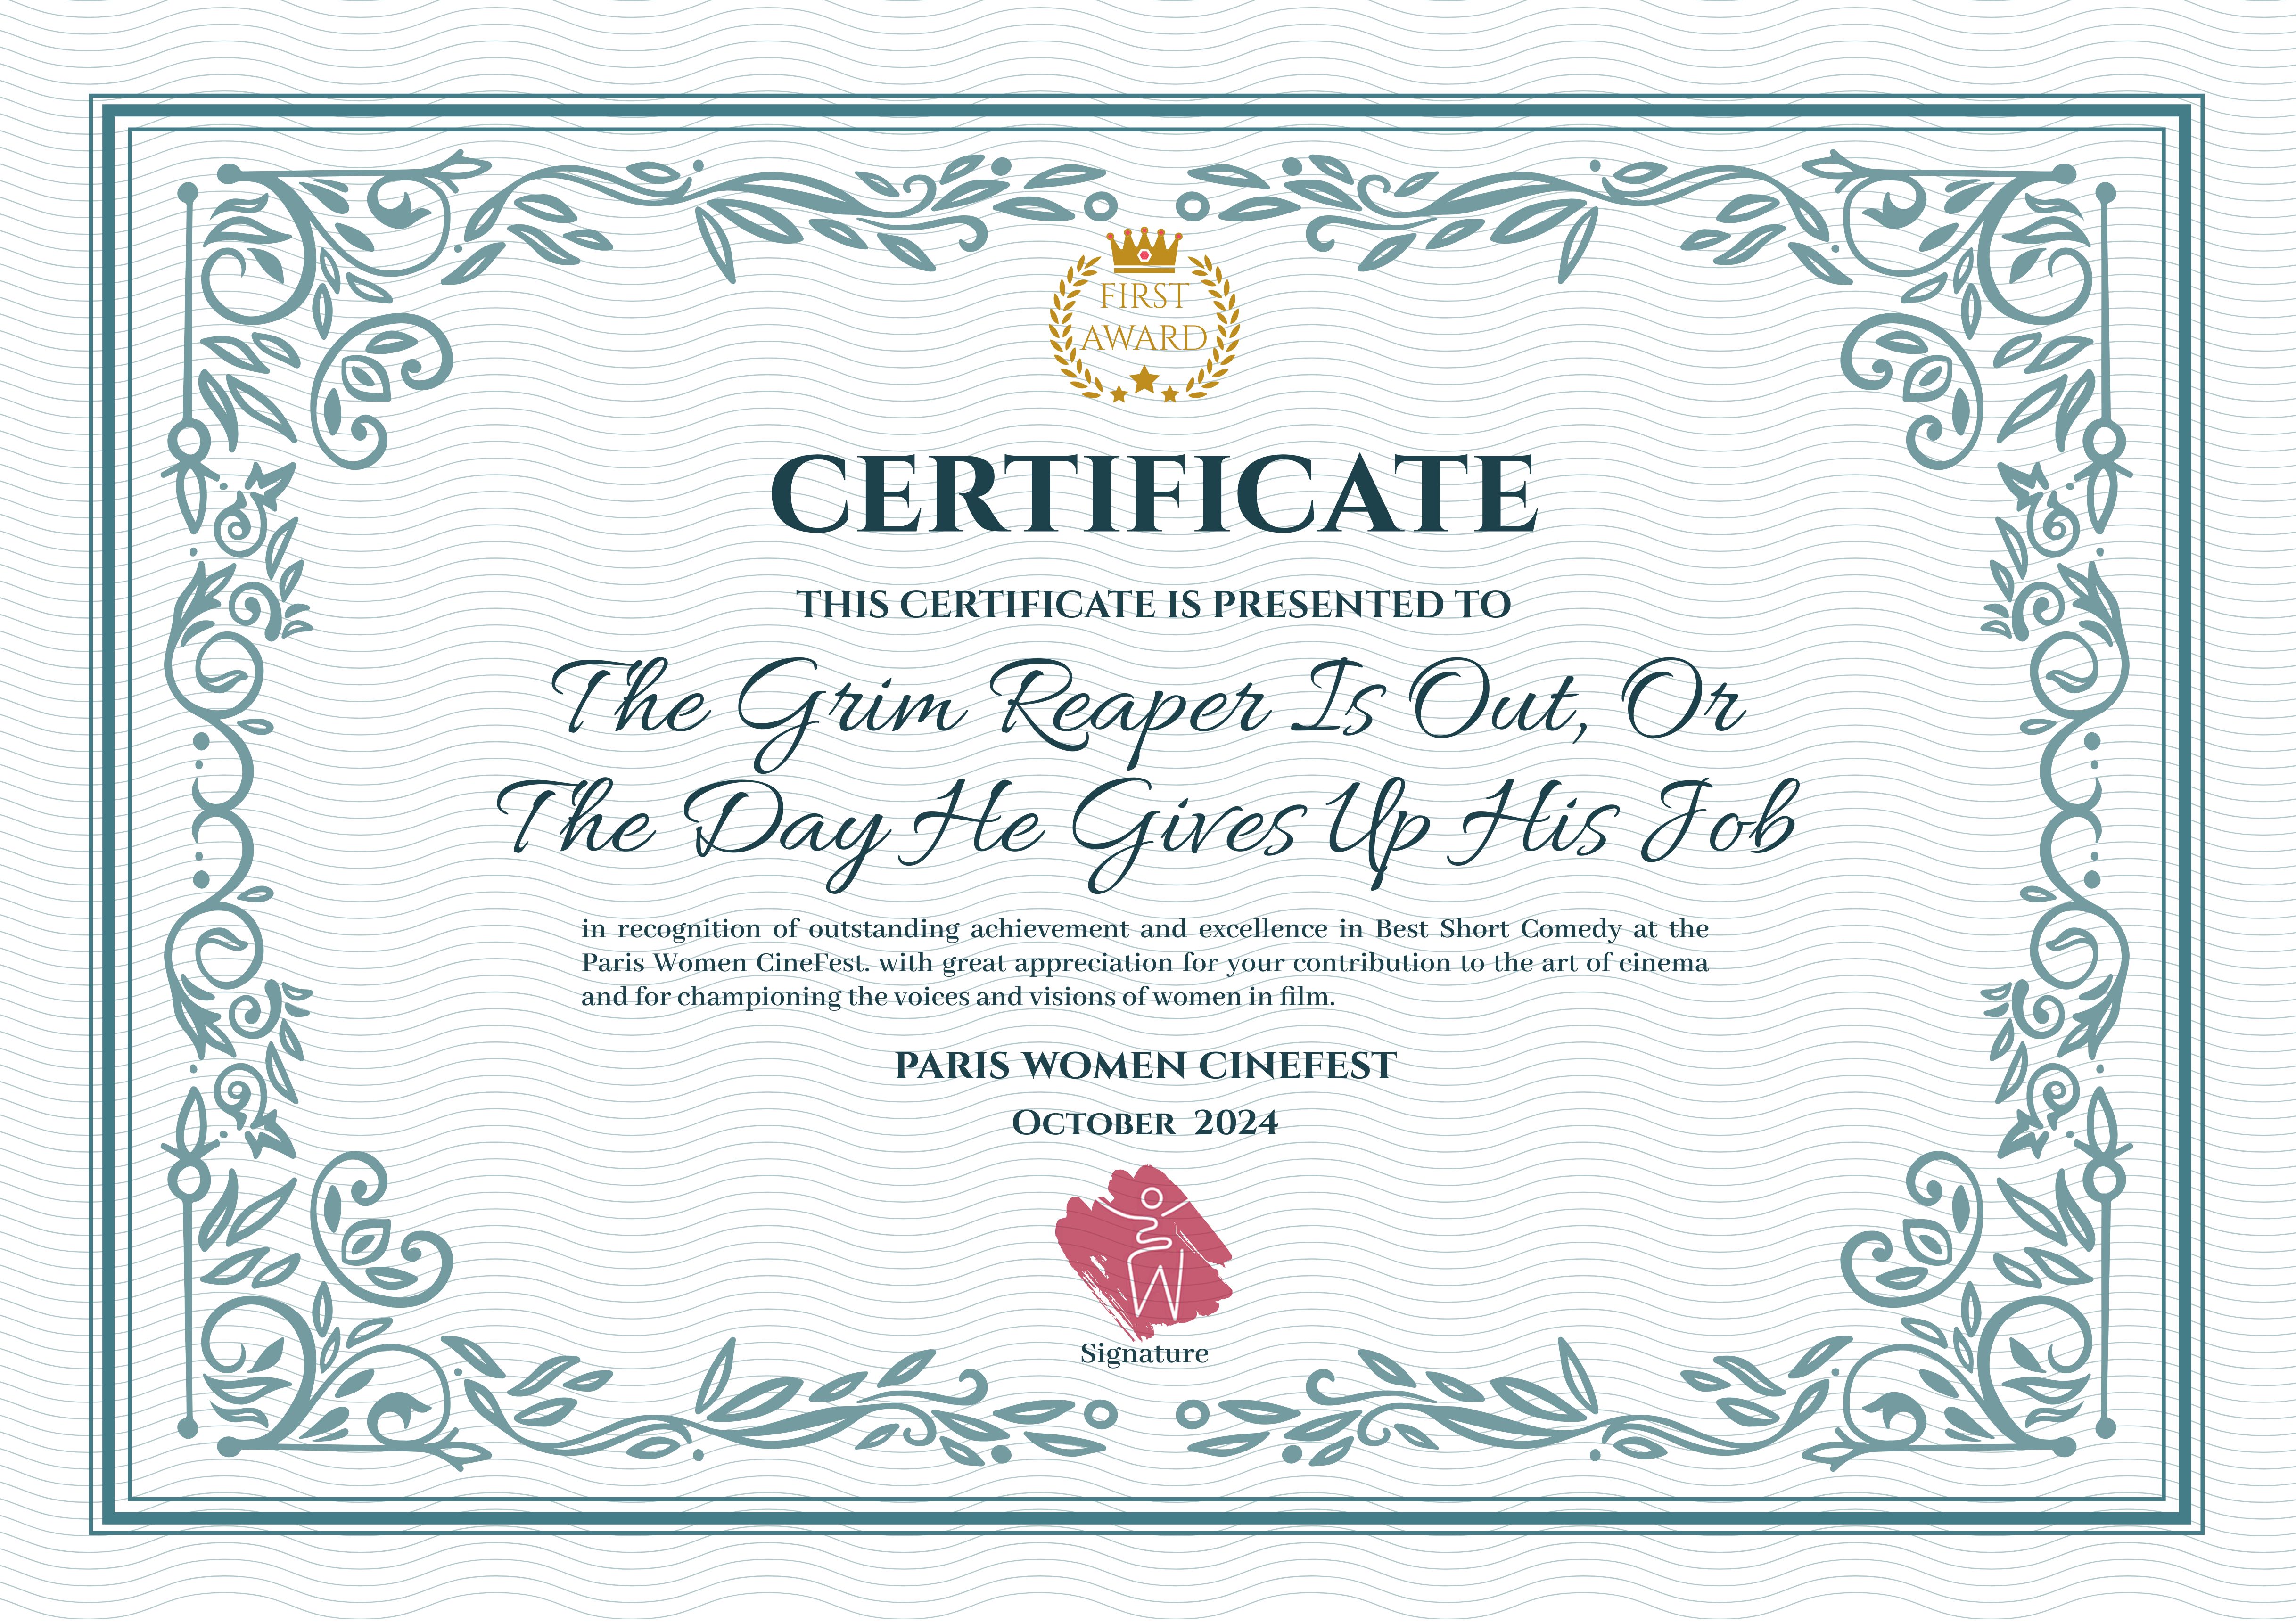 FIRST
AWARD
CERTIFICATE
THIS CERTIFICATE IS PRESENTED TO
The Grim Reaper Is Out, Or
The Day He Gives Up His Job
in recognition of outstanding achievement and excellence in Best Short Comedy at the
Paris Women CineFest. with great appreciation for your contribution to the art of cinema
and for championing the voices and visions of women in film.
PARIS WOMEN CINEFEST
OCTOBER 2024
Signature